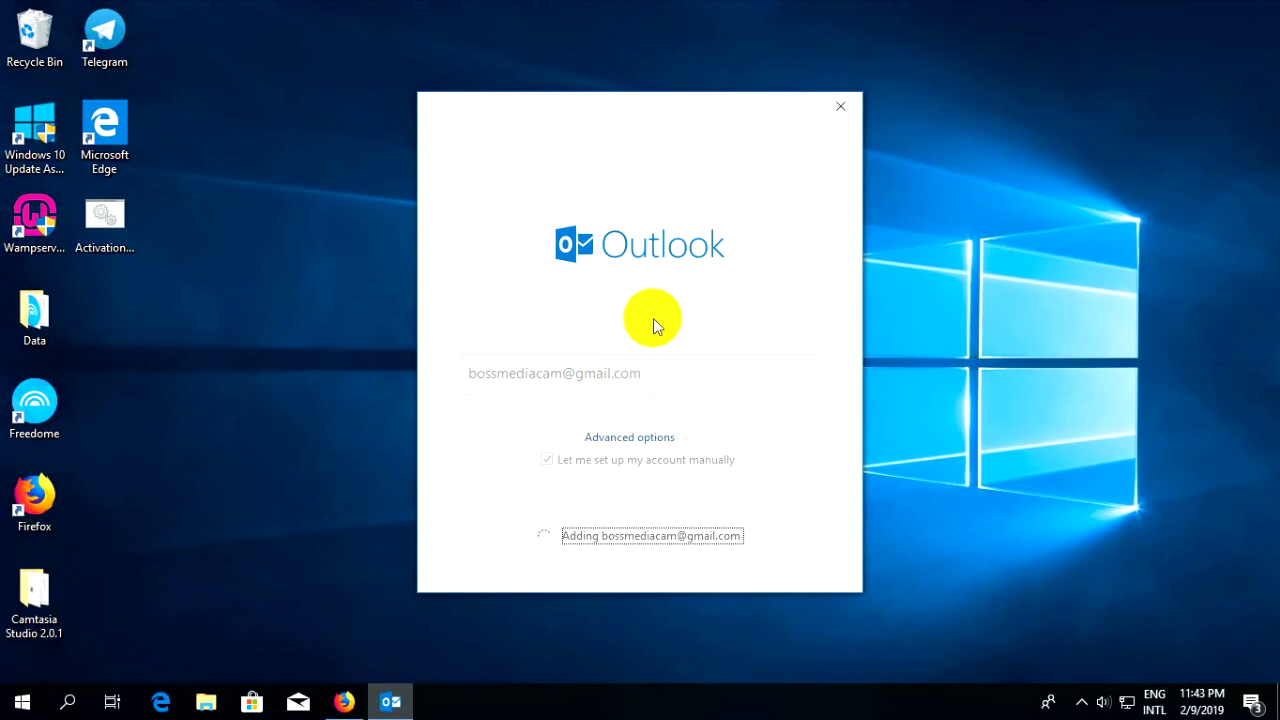 Recycle Bin
Telegram
Windows 10
Update As...
Microsoft
Edge
Wampserv...
Activation...
Data
Freedome
Firefox
Camtasia
Studio 2.0.1
Outlook
bossmediacam@gmail.com
Advanced options
Let me set up my account manually
Adding bossmediacam@gmail.com
ENG
INTL
11:43 PM
2/9/2019
3